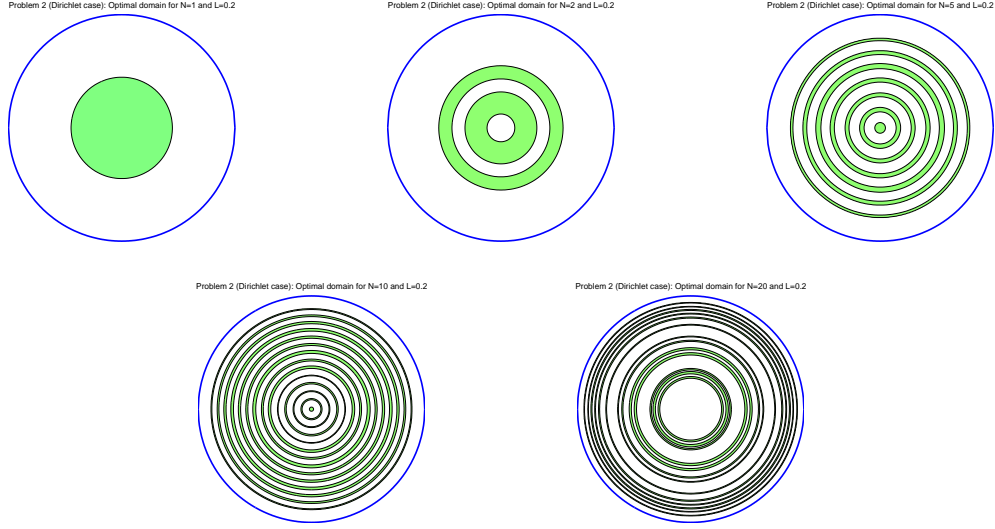 Problem 2 (Dirichlet case): Optimal domain for N=1 and L=0.2
Problem 2 (Dirichlet case): Optimal domain for N=2 and L=0.2
Problem 2 (Dirichlet case): Optimal domain for N=5 and L=0.2
Problem 2 (Dirichlet case): Optimal domain for N=10 and L=0.2
Problem 2 (Dirichlet case): Optimal domain for N=20 and L=0.2